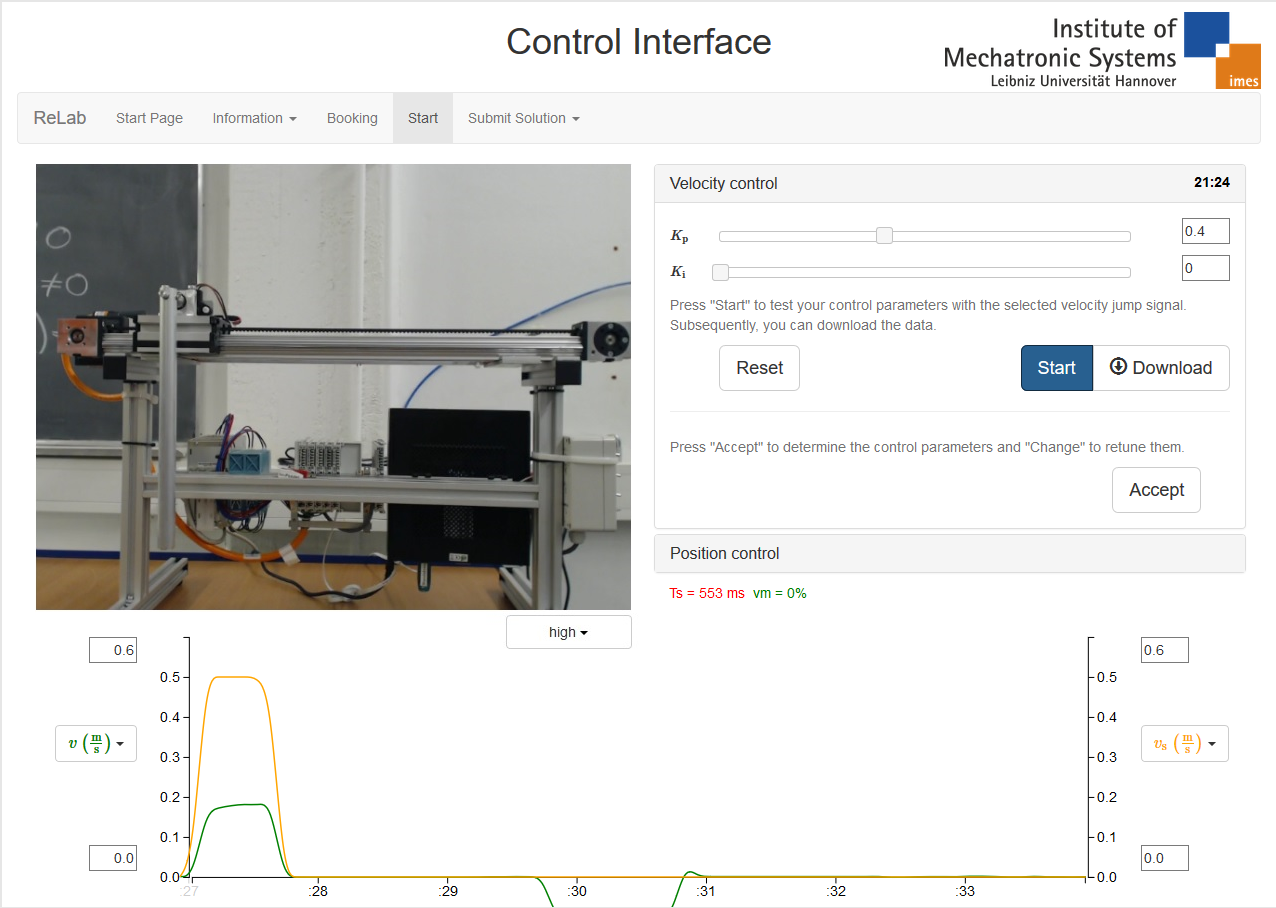 Control Interface
Institute of
Mechatronic Systems
Leibniz Universität Hannover
imes
ReLab
Start Page
Information
Booking
Start
Submit Solution
Velocity control
21:24
Kp
0.4
Ki
0
Press "Start" to test your control parameters with the selected velocity jump signal.
Subsequently, you can download the data.
Reset
Start
Download
Press "Accept" to determine the control parameters and "Change" to retune them.
Accept
Position control
Ts = 553 ms vm = 0%
≠0
high
0.6
v (m/s)
0.0
0.5
0.4
0.3
0.2
0.1
0.0
:27
:28
:29
:30
:31
:32
:33
0.5
0.4
0.3
0.2
0.1
0.0
0.6
vs (m/s)
0.0